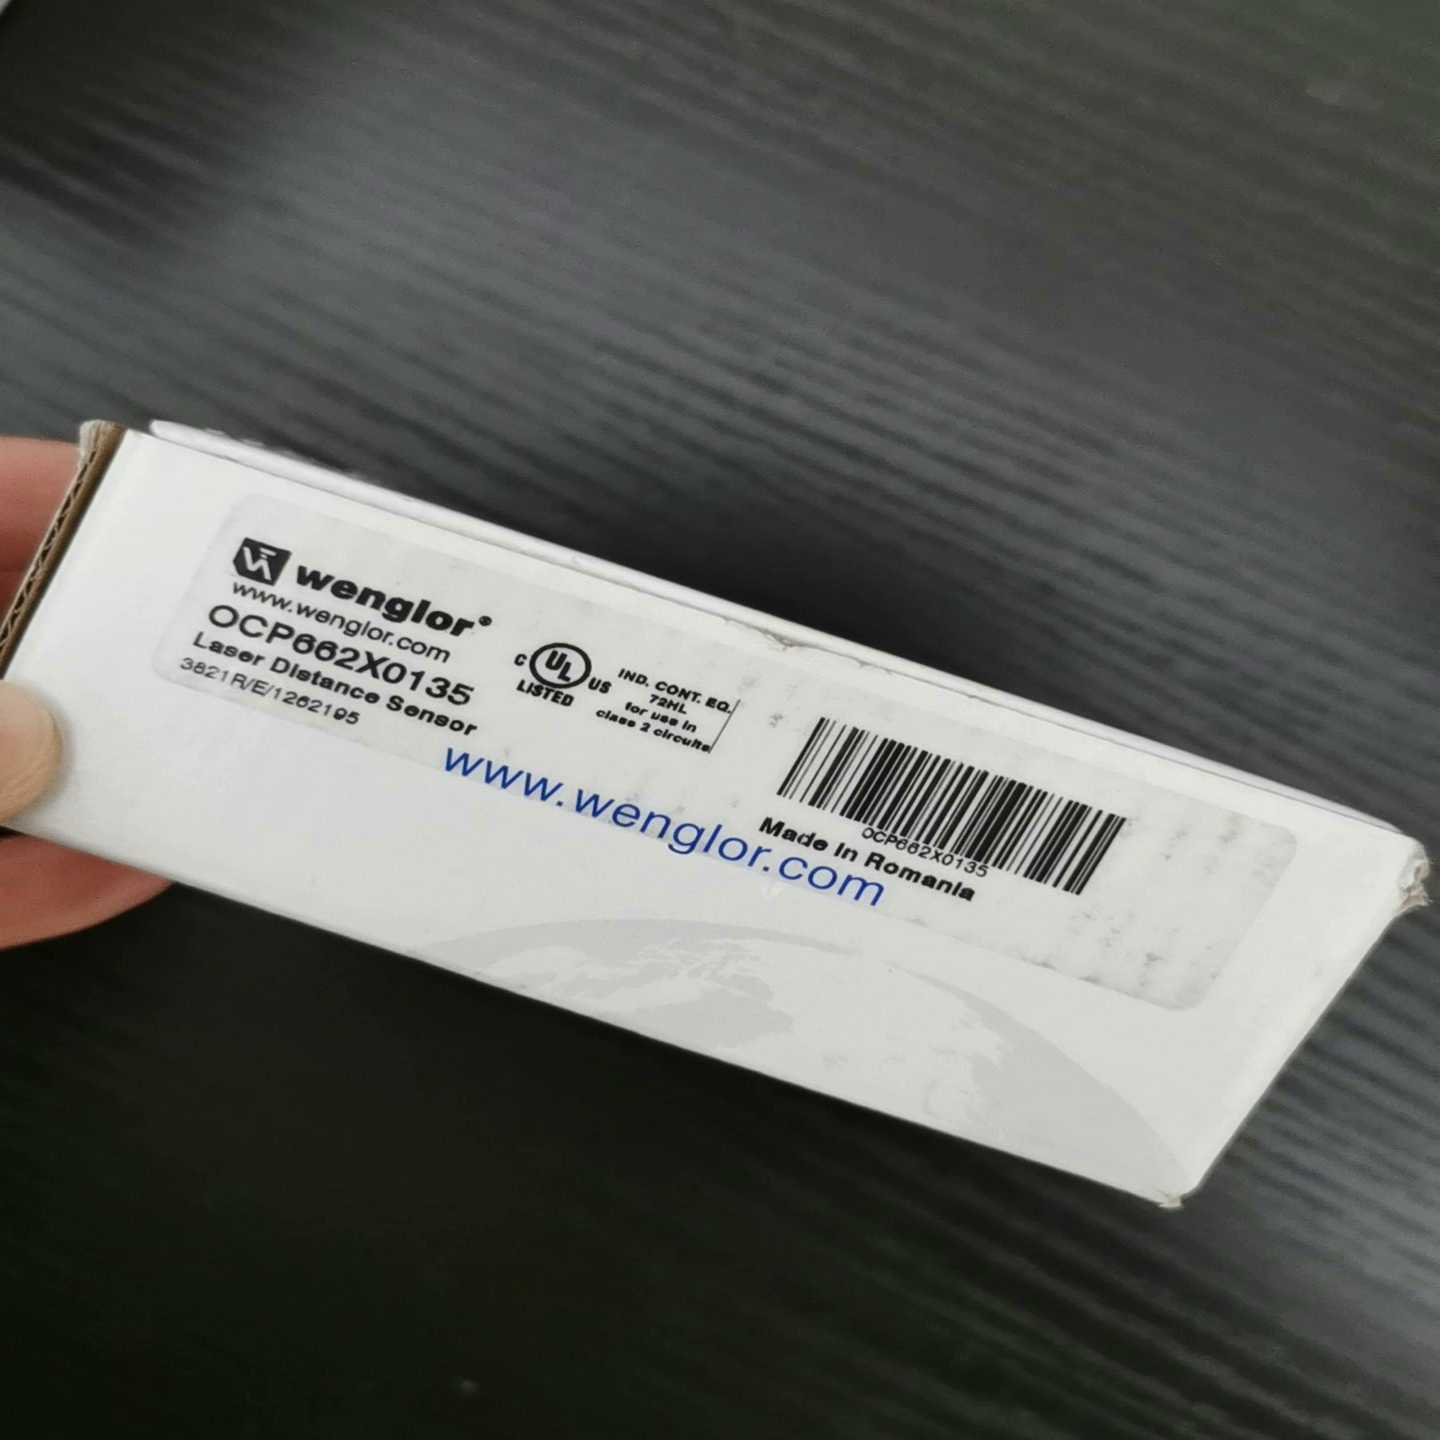 wenglor®
www.wenglor.com
OCP662X0135
Laser Distance Sensor
3821R/E/1262195
C UL US
LISTED
IND. CONT. EQ.
72HL
for use in
class 2 circuits
OCP662X0135
Made in Romania
www.wenglor.com